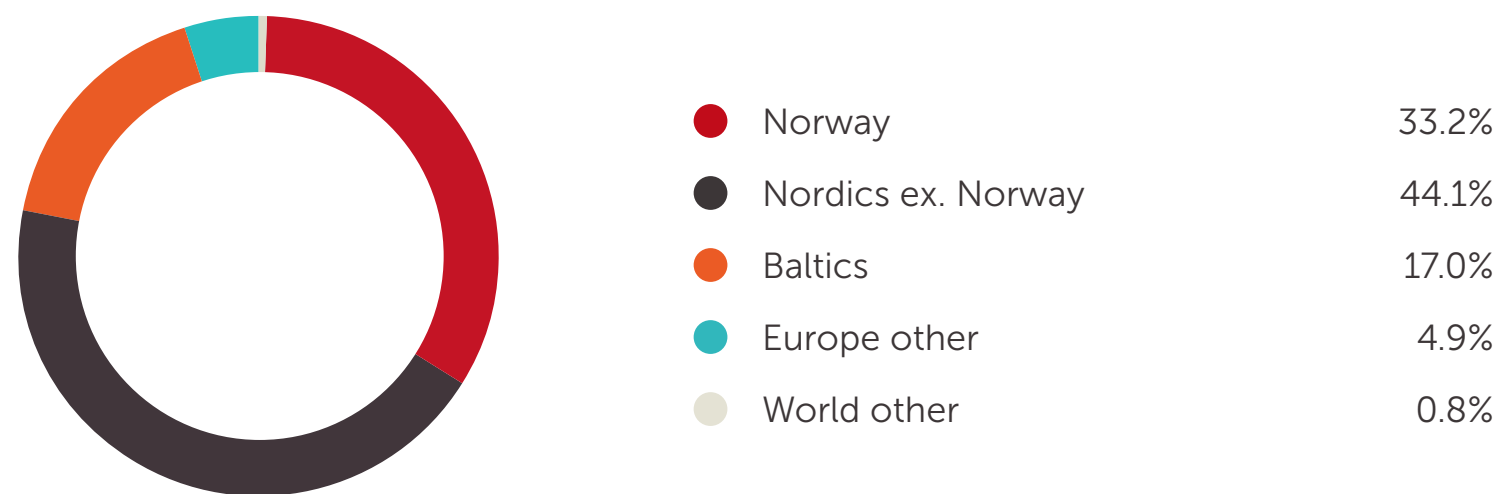 Norway 33.2%
Nordics ex. Norway 44.1%
Baltics 17.0%
Europe other 4.9%
World other 0.8%